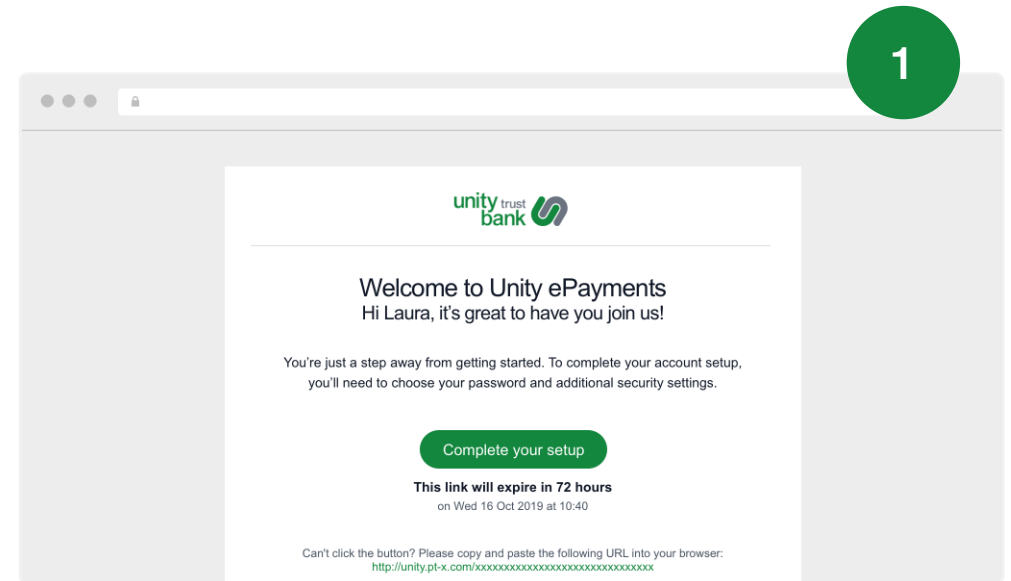 1
unity trust
bank
Welcome to Unity ePayments
Hi Laura, it's great to have you join us!
You're just a step away from getting started. To complete your account setup,
you'll need to choose your password and additional security settings.
Complete your setup
This link will expire in 72 hours
on Wed 16 Oct 2019 at 10:40
Can't click the button? Please copy and paste the following URL into your browser:
http://unity.pt-x.com/xxxxxxxxxxxxxxxxxxxxxxxxxxxxxxx